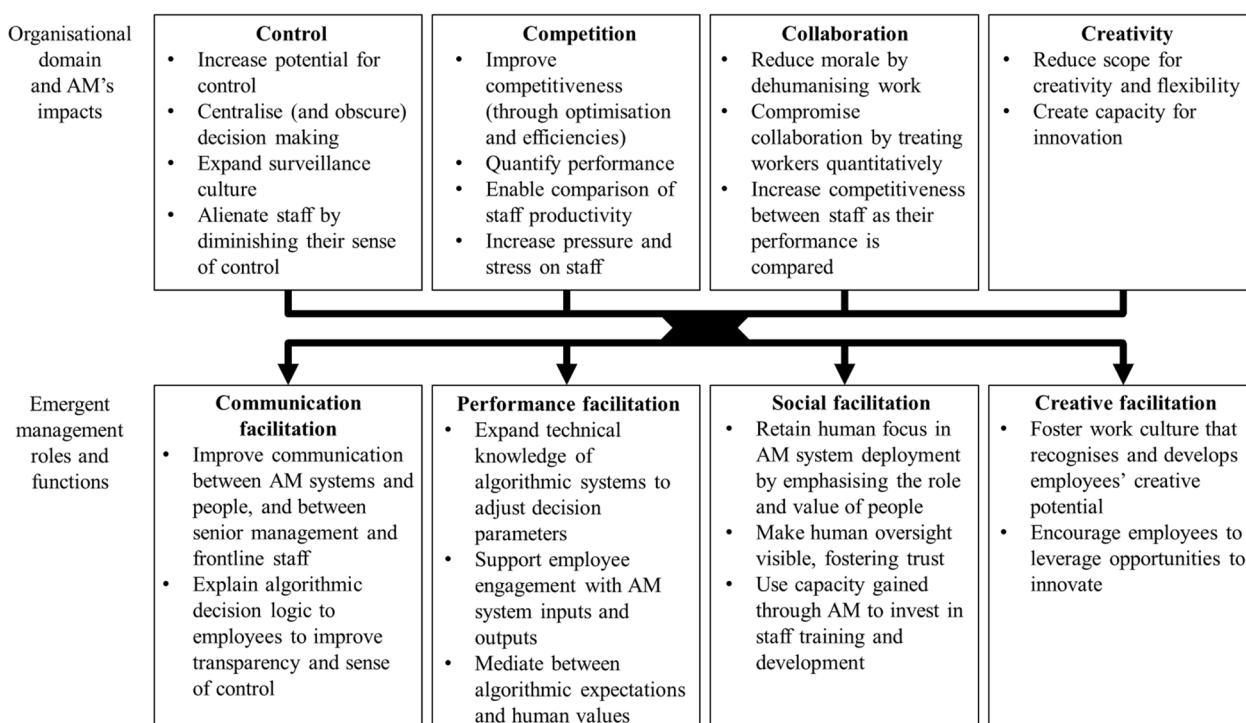 Organisational
domain
and AM's
impacts
Control
• Increase potential for
control
• Centralise (and obscure)
decision making
• Expand surveillance
culture
• Alienate staff by
diminishing their sense
of control
Competition
• Improve
competitiveness
(through optimisation
and efficiencies)
• Quantify performance
• Enable comparison of
staff productivity
• Increase pressure and
stress on staff
Collaboration
• Reduce morale by
dehumanising work
• Compromise
collaboration by treating
workers quantitatively
• Increase competitiveness
between staff as their
performance is
compared
Creativity
• Reduce scope for
creativity and flexibility
• Create capacity for
innovation
Emergent
management
roles and
functions
Communication
facilitation
• Improve communication
between AM systems and
people, and between
senior management and
frontline staff
• Explain algorithmic
decision logic to
employees to improve
transparency and sense
of control
Performance facilitation
• Expand technical
knowledge of
algorithmic systems to
adjust decision
parameters
• Support employee
engagement with AM
system inputs and
outputs
• Mediate between
algorithmic expectations
and human values
Social facilitation
• Retain human focus in
AM system deployment
by emphasising the role
and value of people
• Make human oversight
visible, fostering trust
• Use capacity gained
through AM to invest in
staff training and
development
Creative facilitation
• Foster work culture that
recognises and develops
employees' creative
potential
• Encourage employees to
leverage opportunities to
innovate